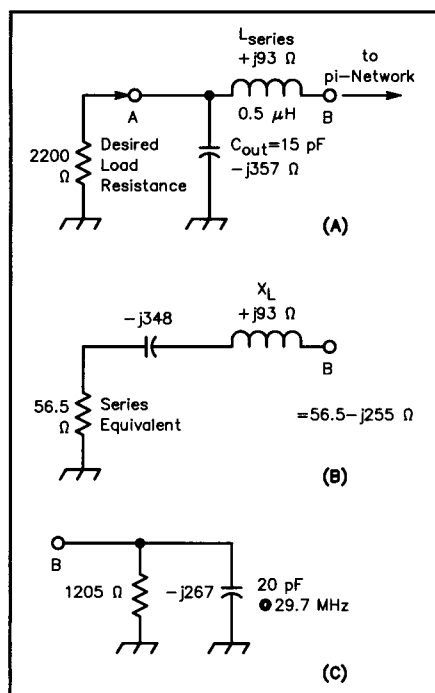 Lseries
+j93 Ω
to
pi-Network
A
0.5 μH
B
2200
Ω
Desired
Load
Resistance
Cout=15 pF
-j357 Ω
(A)
-j348
XL
+j93 Ω
B
56.5
Ω
Series
Equivalent
=56.5-j255 Ω
(B)
B
1205 Ω
-j267
20 pF
@ 29.7 MHz
(C)